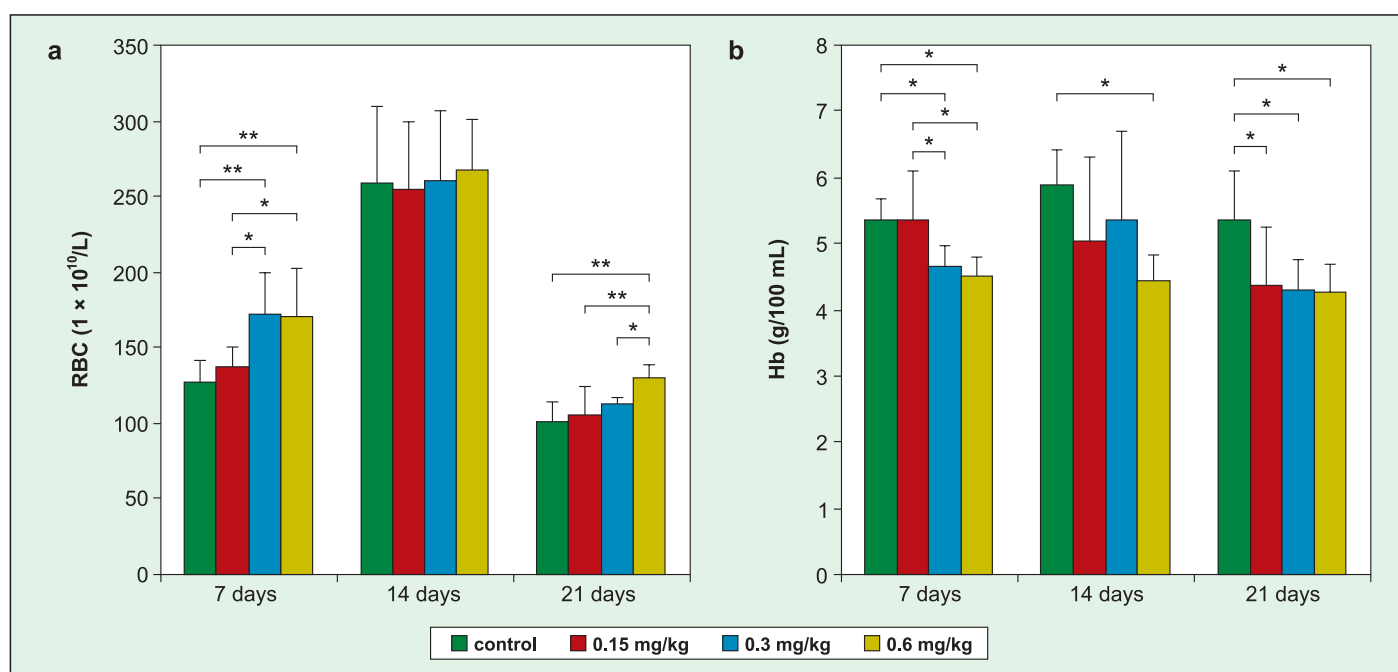 a
350
300
250
200
150
100
50
0
RBC (1 × 10¹⁰/L)
**
**
*
*
**
**
*
7 days
14 days
21 days
b
8
7
6
5
4
3
2
1
0
Hb (g/100 mL)
*
*
*
*
*
*
*
*
7 days
14 days
21 days
control
0.15 mg/kg
0.3 mg/kg
0.6 mg/kg